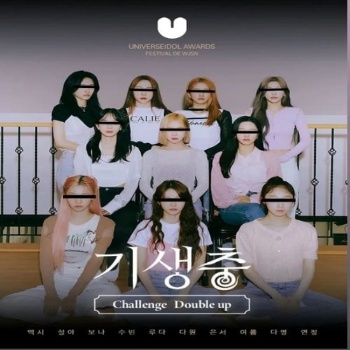 UNIVERSEIDOL AWARDS
FESTIVAL DE WJSN
CALIE
기생충
Challenge Double up
엑시 설아 보나 수빈 루다 다원 은서 여름 다영 연정